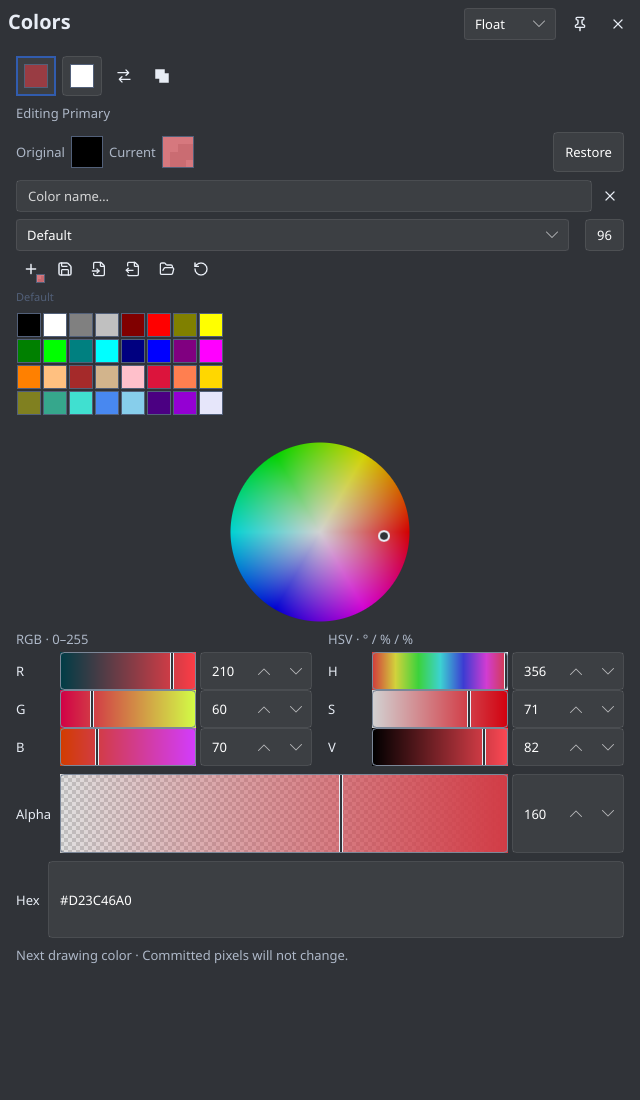 Colors
Float
Editing Primary
Original Current Restore
Color name...
Default 96
Default
RGB · 0–255 HSV · ° / % / %
R 210 H 356
G 60 S 71
B 70 V 82
Alpha 160
Hex #D23C46A0
Next drawing color · Committed pixels will not change.